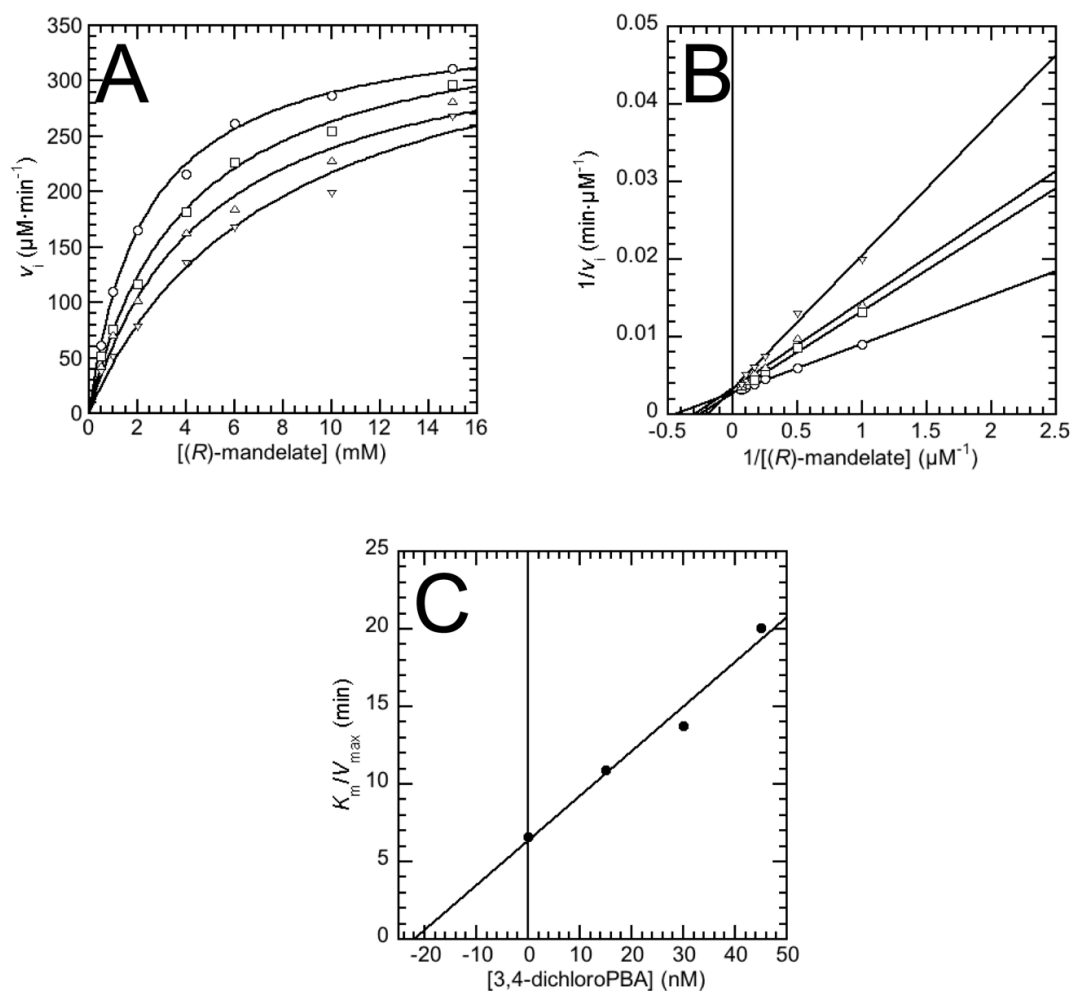 A
350
300
250
200
150
100
50
0
vᵢ (µM·min⁻¹)
0 2 4 6 8 10 12 14 16
[(R)-mandelate] (mM)
B
0.05
0.04
0.03
0.02
0.01
0
1/vᵢ (min·µM⁻¹)
-0.5 0 0.5 1 1.5 2 2.5
1/[(R)-mandelate] (µM⁻¹)
C
25
20
15
10
5
0
Kₘ/Vₘₐₓ (min)
-20 -10 0 10 20 30 40 50
[3,4-dichloroPBA] (nM)